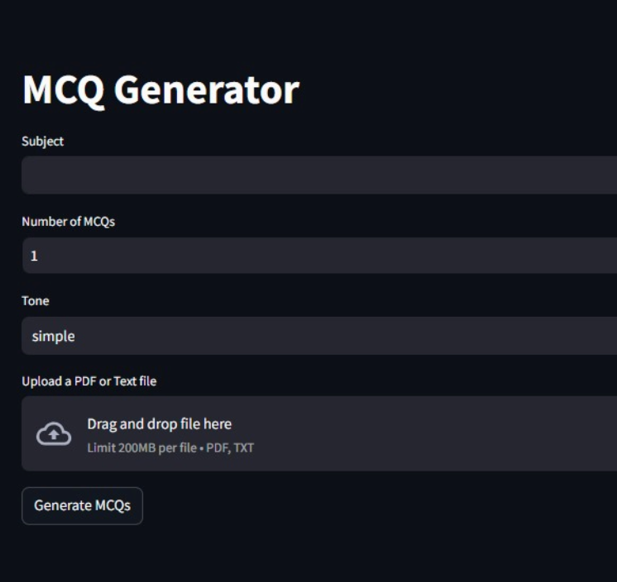 MCQ Generator
Subject
Number of MCQs
1
Tone
simple
Upload a PDF or Text file
Drag and drop file here
Limit 200MB per file • PDF, TXT
Generate MCQs